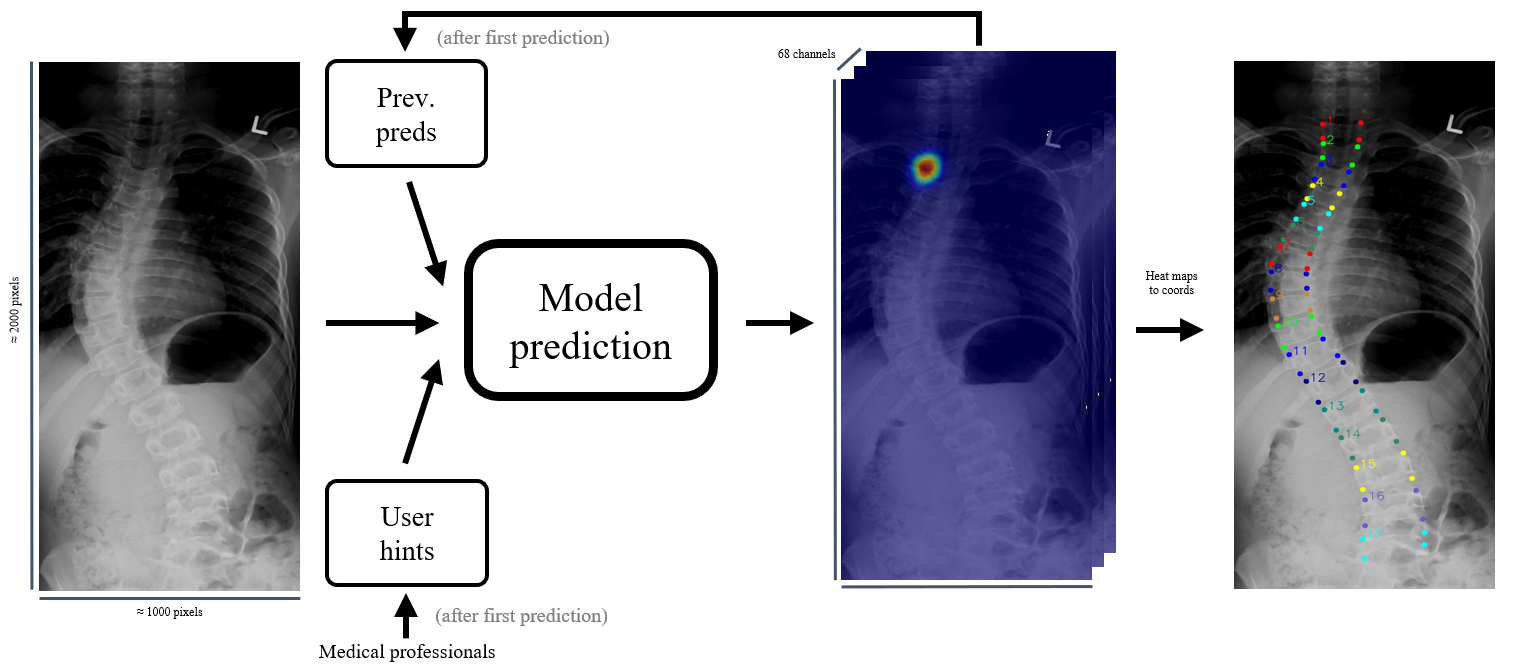 (after first prediction)
68 channels
Prev.
preds
L
L
L
Model
prediction
Heat maps
to coords
≈ 2000 pixels
1
2
3
4
5
7
8
9
10
11
12
13
14
15
16
17
User
hints
≈ 1000 pixels
(after first prediction)
Medical professionals